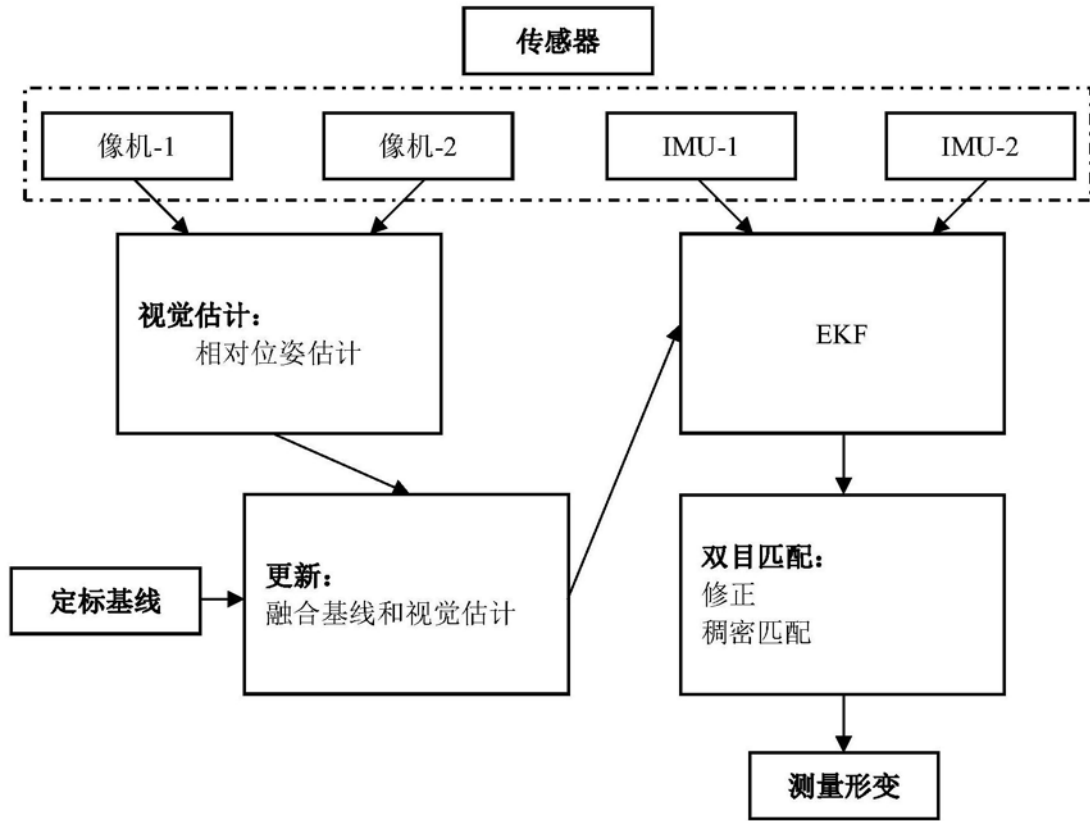 传感器
像机-1
像机-2
IMU-1
IMU-2
视觉估计：
相对位姿估计
EKF
定标基线
更新：
融合基线和视觉估计
双目匹配：
修正
稠密匹配
测量形变